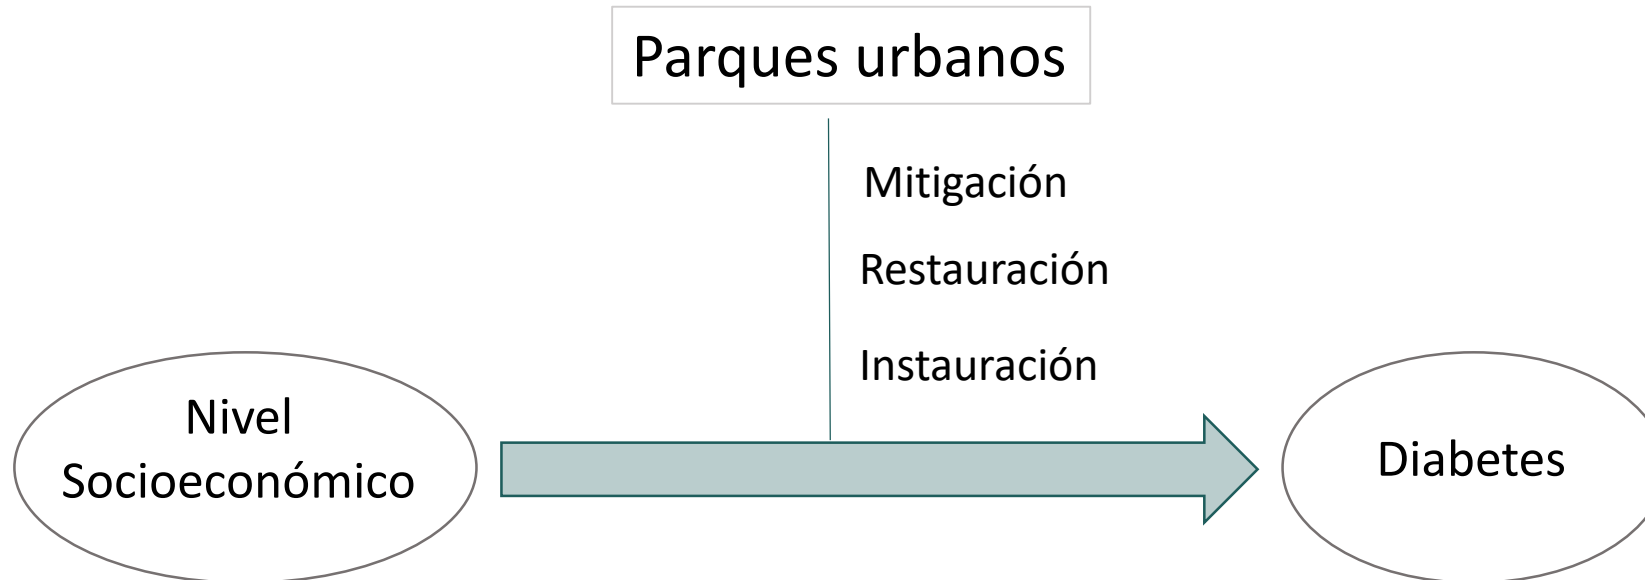 Parques urbanos
Mitigación
Restauración
Instauración
Nivel
Socioeconómico
Diabetes